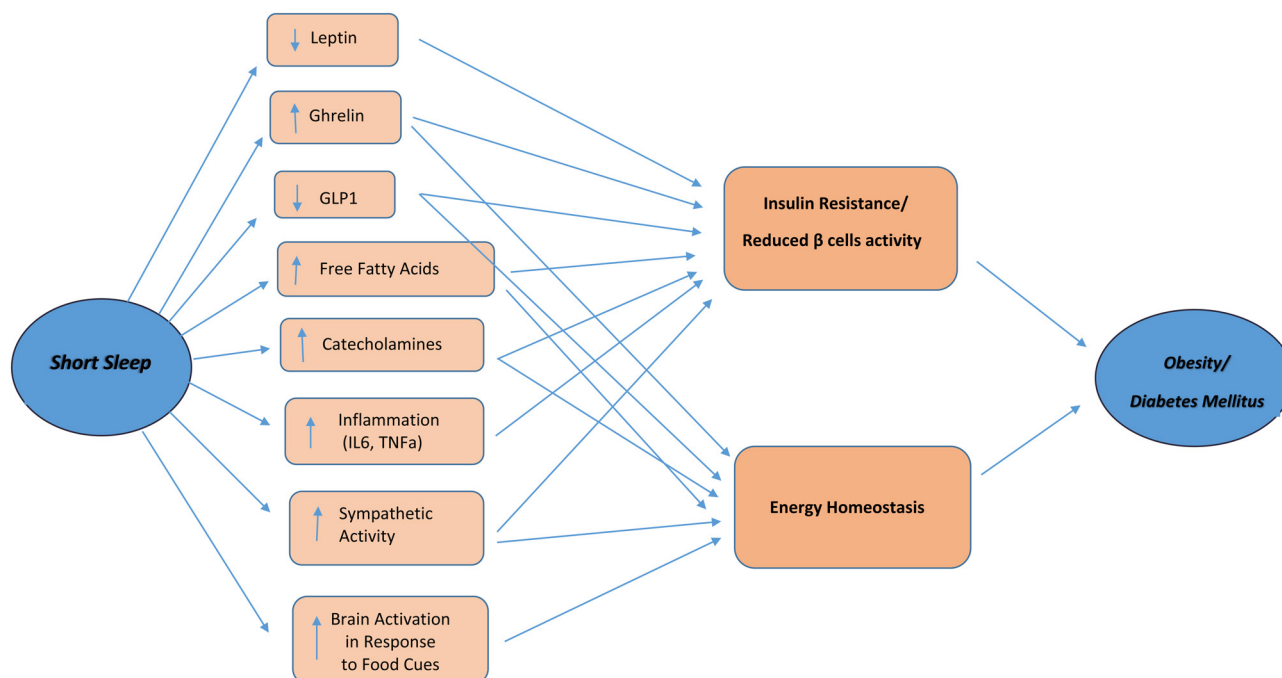 Leptin
Ghrelin
GLP1
Free Fatty Acids
Catecholamines
Inflammation
(IL6, TNFa)
Sympathetic
Activity
Brain Activation
in Response
to Food Cues
Short Sleep
Insulin Resistance/
Reduced β cells activity
Energy Homeostasis
Obesity/
Diabetes Mellitus